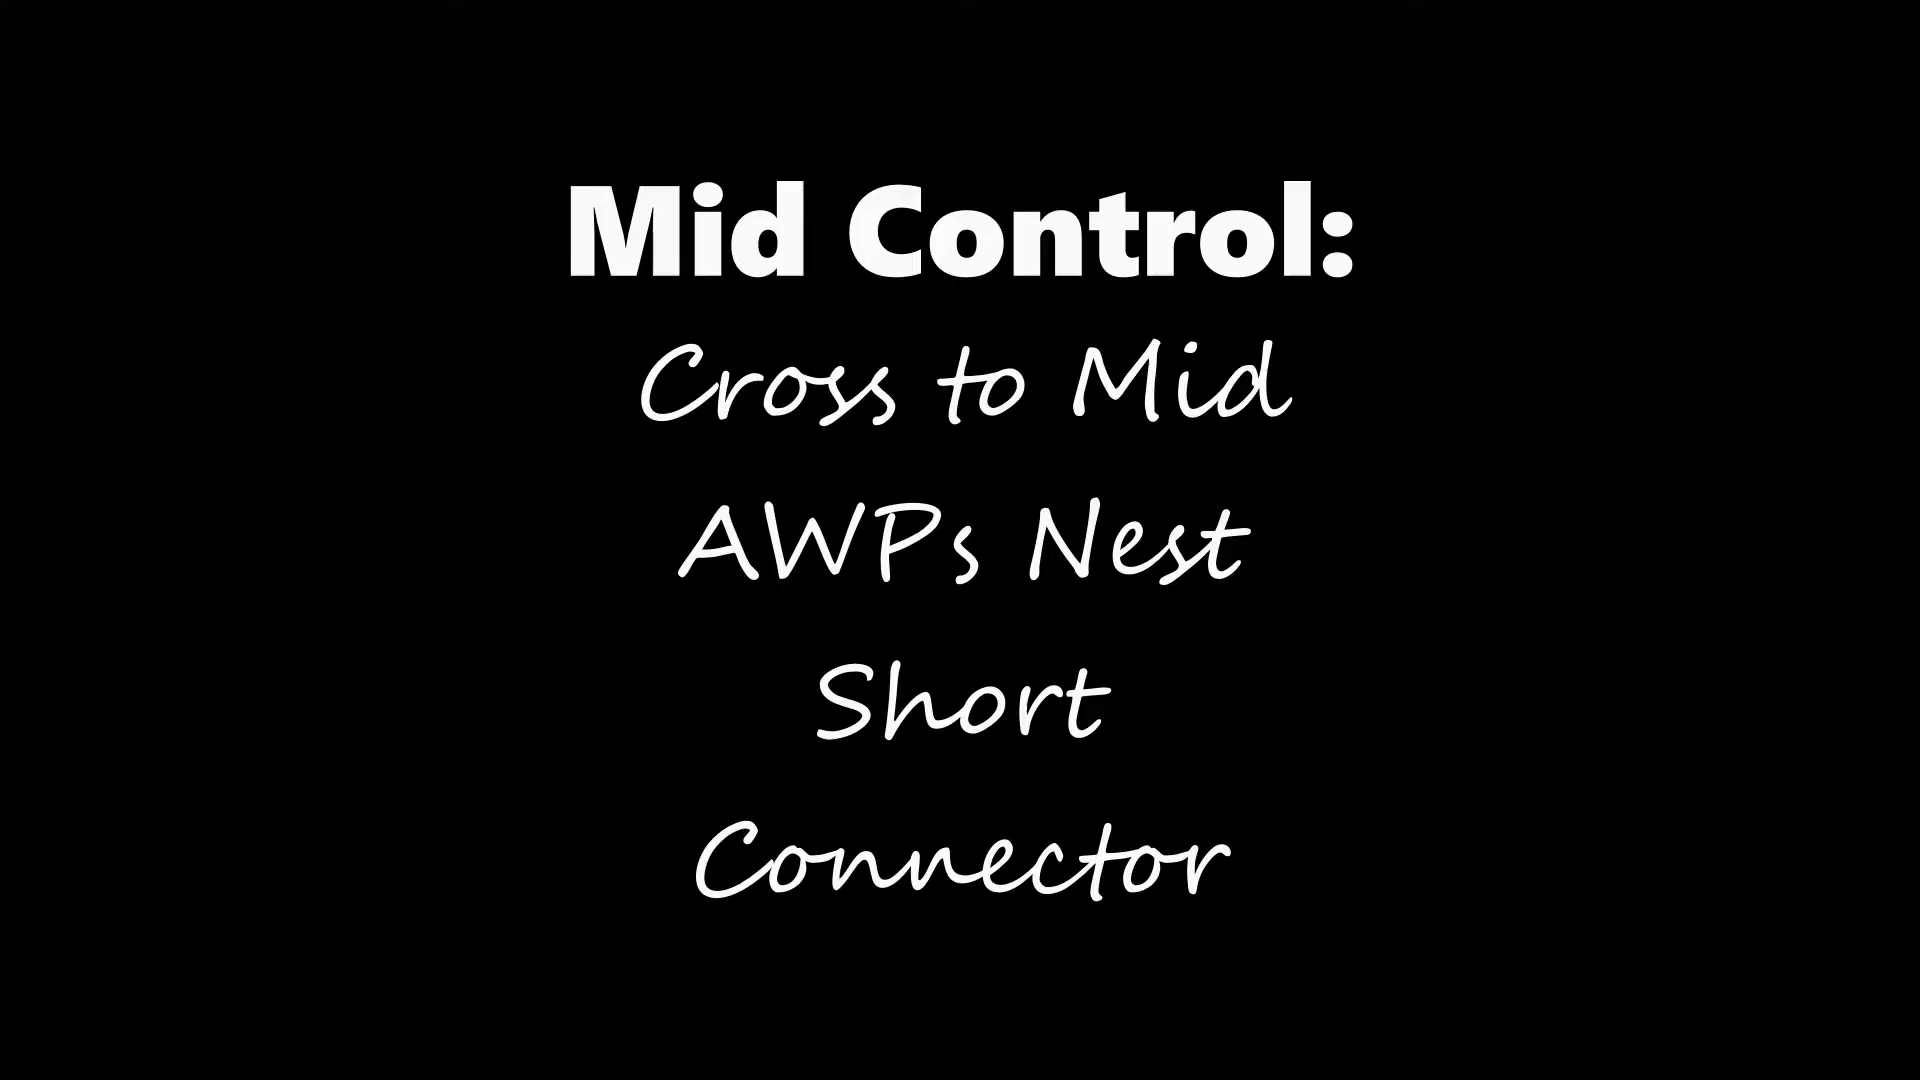 Mid Control:
Cross to Mid
AWPs Nest
Short
Connector